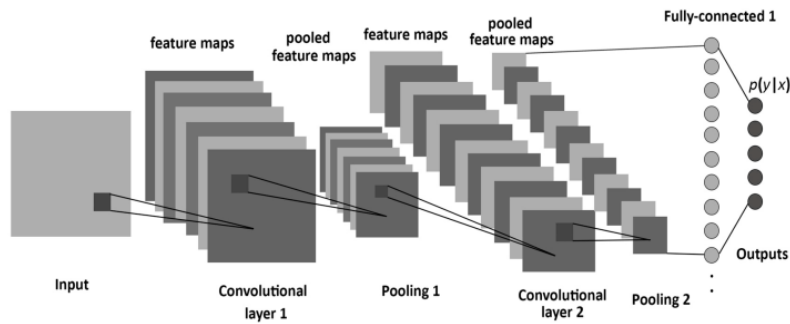 Fully-connected 1
feature maps
pooled
feature maps
feature maps
pooled
feature maps
p(y|x)
Input
Convolutional
layer 1
Pooling 1
Convolutional
layer 2
Pooling 2
Outputs